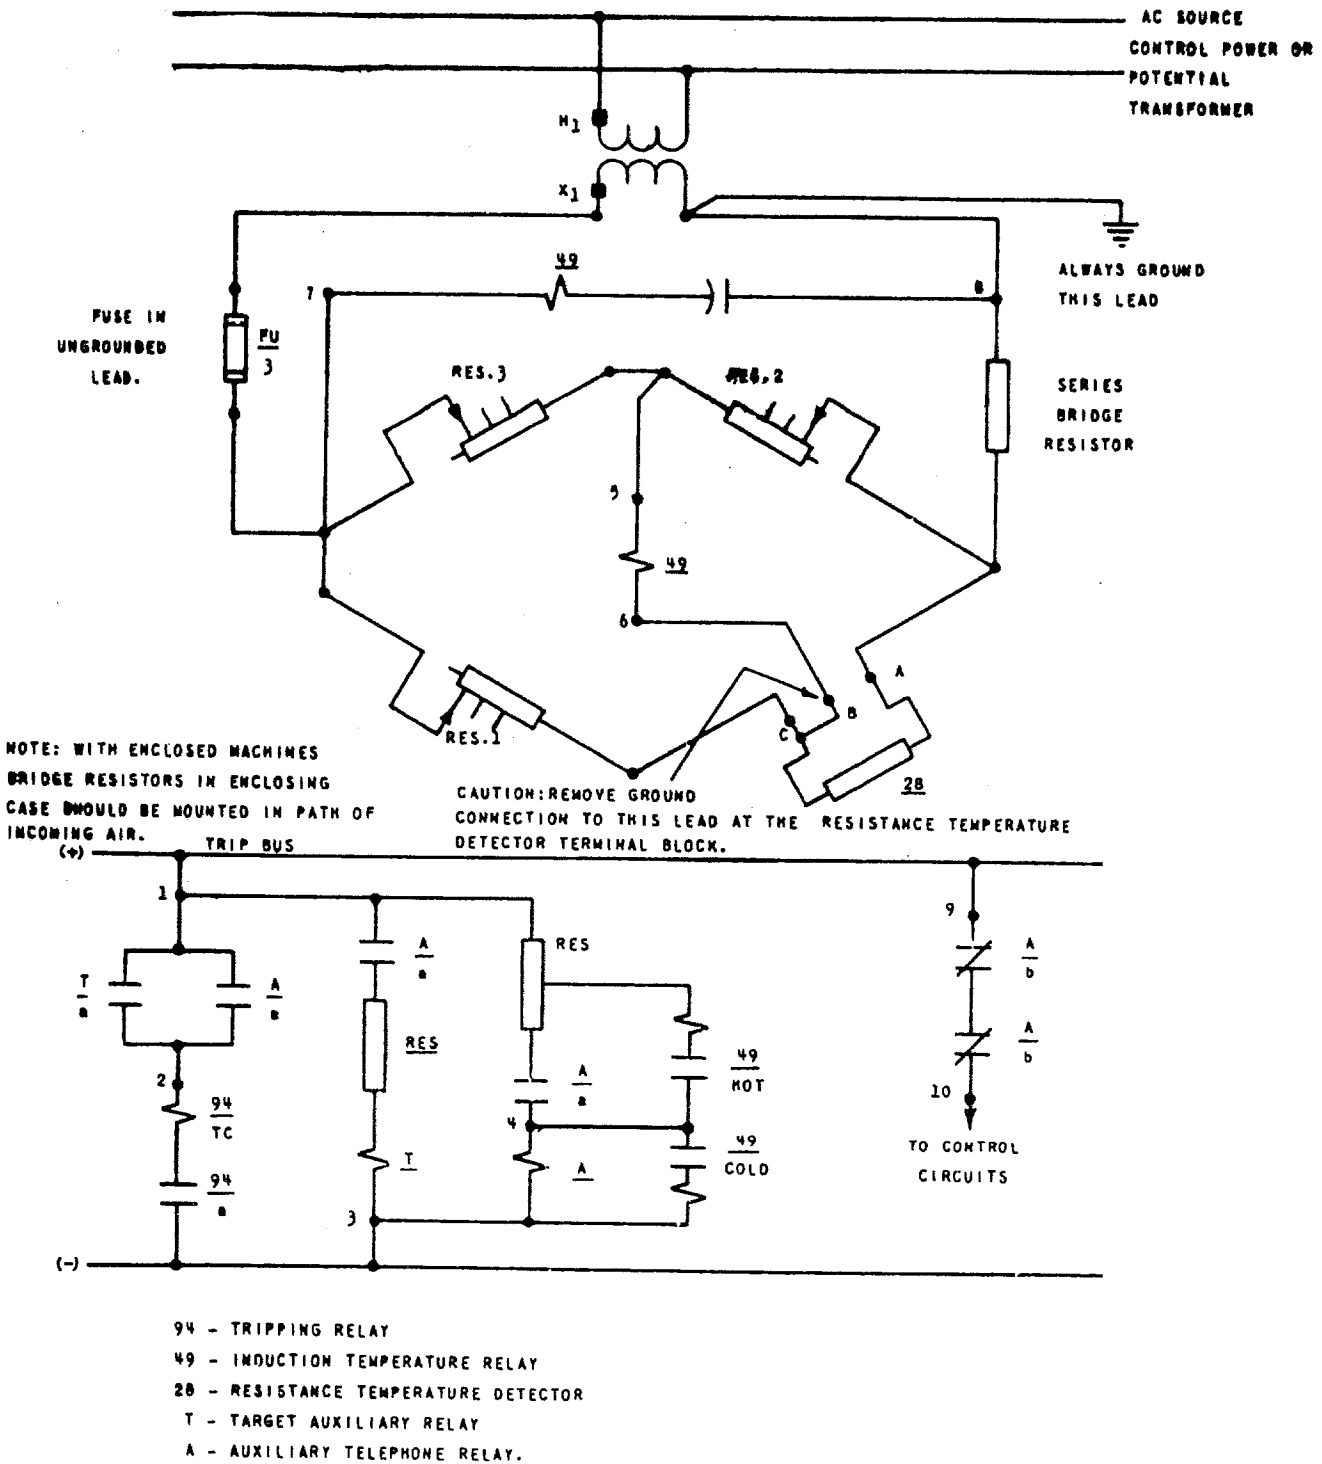 AC SOURCE
CONTROL POWER OR
POTENTIAL
TRANSFORMER
H1
X1
49
7
8
ALWAYS GROUND
THIS LEAD
FUSE IN
UNGROUNDED
LEAD.
FU
3
RES.3
RES.2
SERIES
BRIDGE
RESISTOR
5
49
6
A
B
C
RES.1
28
NOTE: WITH ENCLOSED MACHINES
BRIDGE RESISTORS IN ENCLOSING
CASE SHOULD BE MOUNTED IN PATH OF
INCOMING AIR.
CAUTION:REMOVE GROUND
CONNECTION TO THIS LEAD AT THE RESISTANCE TEMPERATURE
DETECTOR TERMINAL BLOCK.
(+)
TRIP BUS
1
9
T
a
A
a
A
a
RES
A
b
RES
A
b
49
HOT
A
a
2
10
94
TC
4
49
COLD
TO CONTROL
CIRCUITS
T
A
94
a
3
(-)
94 - TRIPPING RELAY
49 - INDUCTION TEMPERATURE RELAY
28 - RESISTANCE TEMPERATURE DETECTOR
T - TARGET AUXILIARY RELAY
A - AUXILIARY TELEPHONE RELAY.